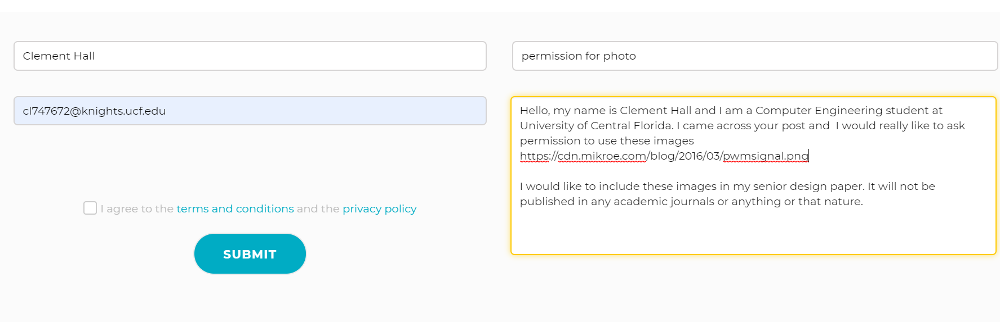 Clement Hall
permission for photo
cl747672@knights.ucf.edu
Hello, my name is Clement Hall and I am a Computer Engineering student at
University of Central Florida. I came across your post and  I would really like to ask
permission to use these images
https://cdn.mikroe.com/blog/2016/03/pwmsignal.png
I would like to include these images in my senior design paper. It will not be
published in any academic journals or anything or that nature.
I agree to the terms and conditions and the privacy policy
SUBMIT